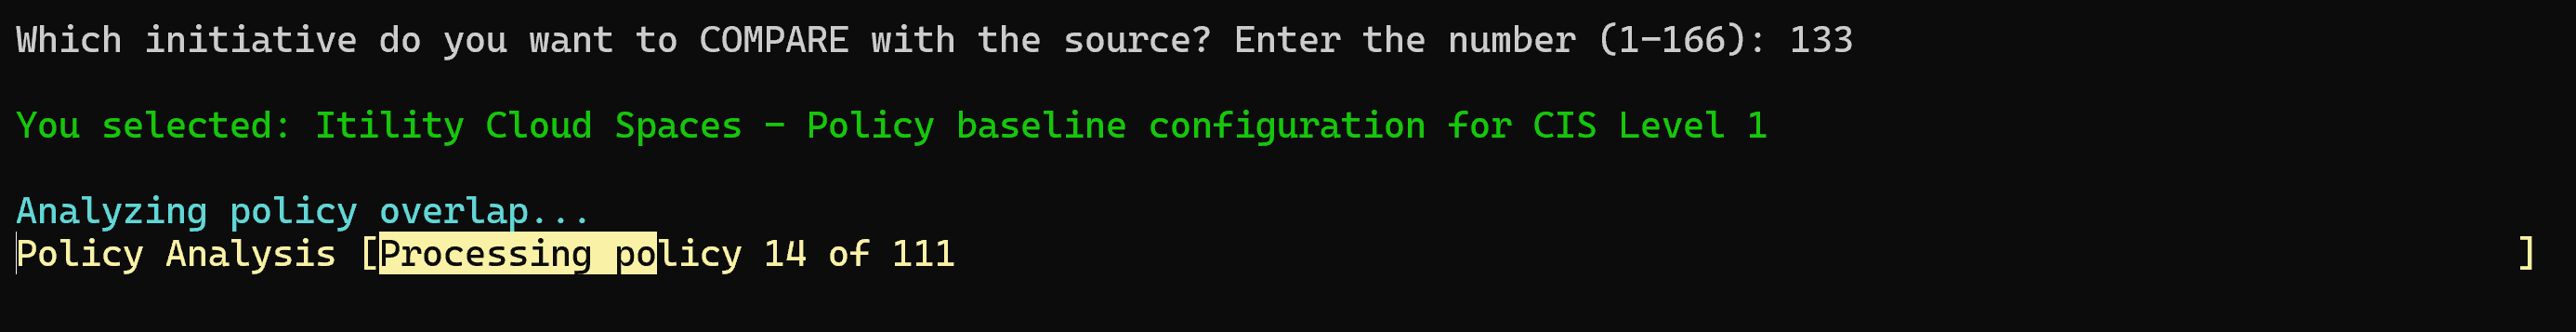 Which initiative do you want to COMPARE with the source? Enter the number (1-166): 133
You selected: Itility Cloud Spaces - Policy baseline configuration for CIS Level 1
Analyzing policy overlap...
Policy Analysis [Processing policy 14 of 111 ]